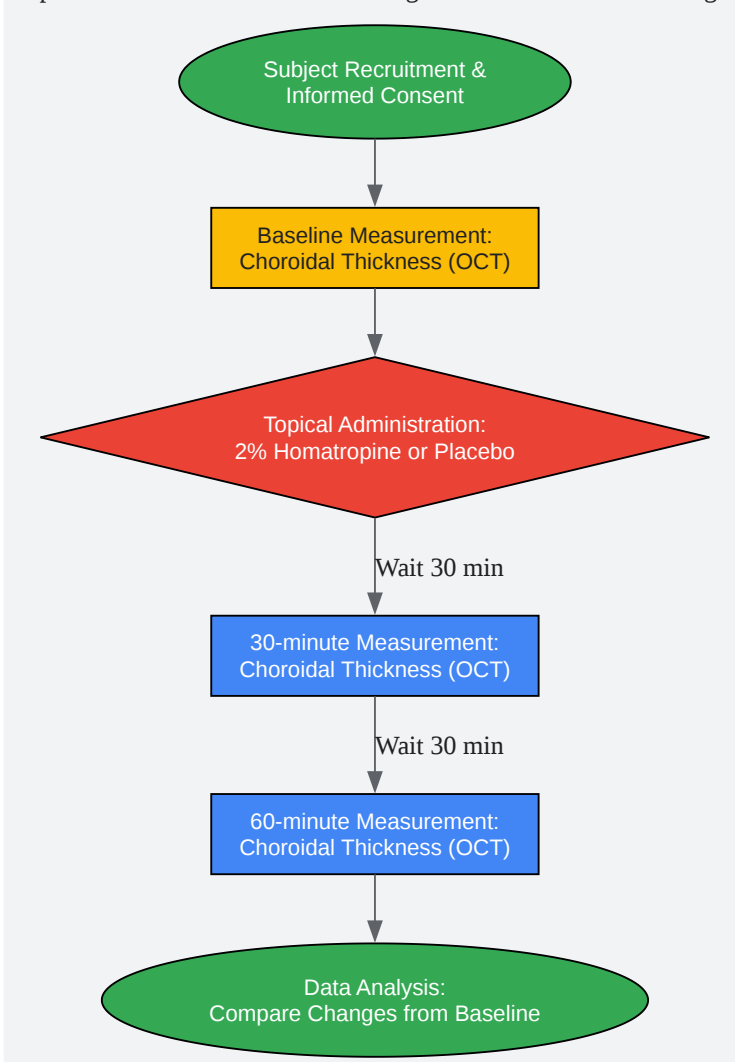 Subject Recruitment &
Informed Consent
Baseline Measurement:
Choroidal Thickness (OCT)
Topical Administration:
2% Homatropine or Placebo
Wait 30 min
30-minute Measurement:
Choroidal Thickness (OCT)
Wait 30 min
60-minute Measurement:
Choroidal Thickness (OCT)
Data Analysis:
Compare Changes from Baseline